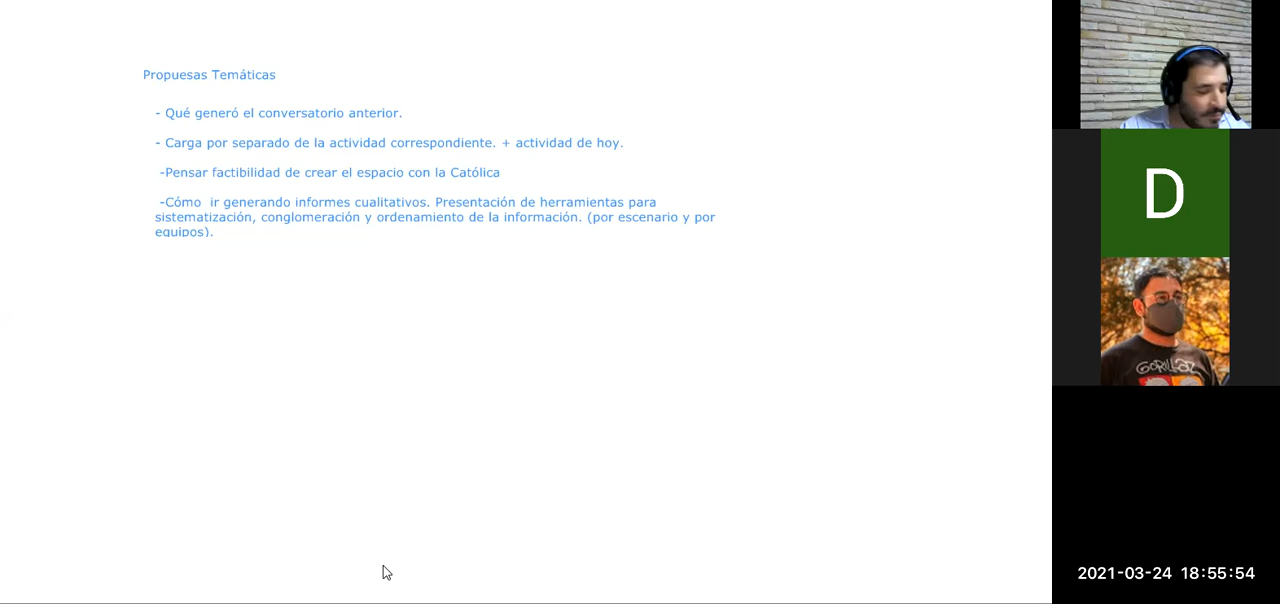 Propuesas Temáticas
- Qué generó el conversatorio anterior.
- Carga por separado de la actividad correspondiente. + actividad de hoy.
-Pensar factibilidad de crear el espacio con la Católica
-Cómo  ir generando informes cualitativos. Presentación de herramientas para
sistematización, conglomeración y ordenamiento de la información. (por escenario y por
equipos).
D
GORILLAZ
2021-03-24 18:55:54